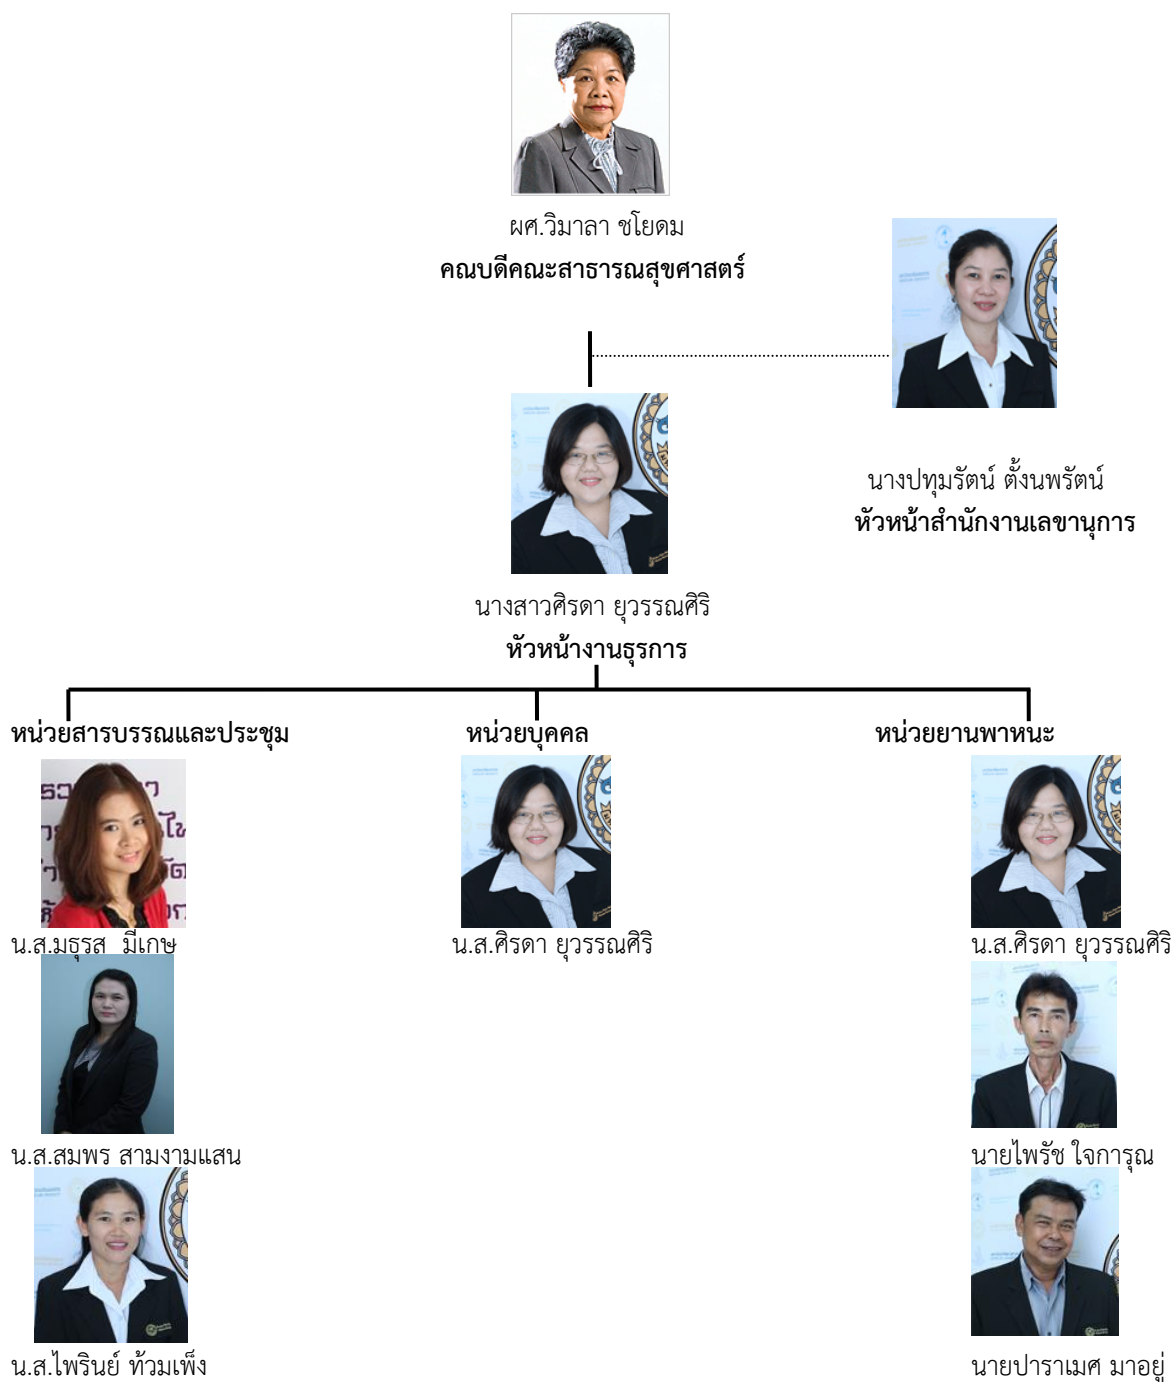 ผศ.วิมาลา ชโยดม
คณบดีคณะสาธารณสุขศาสตร์
นางปทุมรัตน์ ตั้งนพรัตน์
หัวหน้าสำนักงานเลขานุการ
นางสาวศิรดา ยุวรรณศิริ
หัวหน้างานธุรการ
หน่วยสารบรรณและประชุม
หน่วยบุคคล
หน่วยยานพาหนะ
น.ส.มธุรส มีเกษ
น.ส.ศิรดา ยุวรรณศิริ
น.ส.ศิรดา ยุวรรณศิริ
น.ส.สมพร สามงามแสน
นายไพรัช ใจการุณ
น.ส.ไพรินย์ ท้วมเพ็ง
นายปาราเมศ มาอยู่